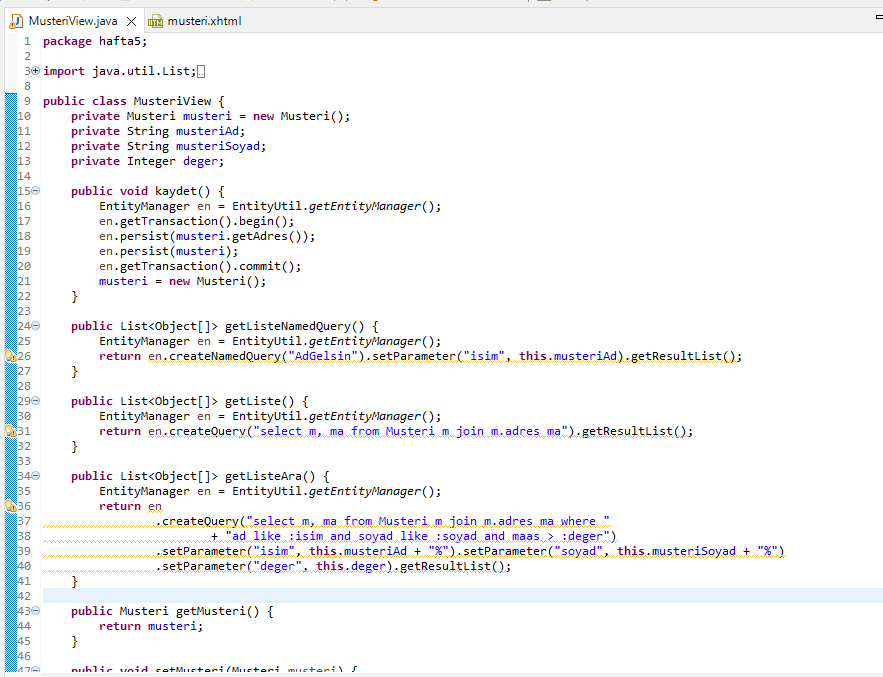 MusteriView.java musteri.xhtml
1 package hafta5;
2
3 import java.util.List;
8
9 public class MusteriView {
10     private Musteri musteri = new Musteri();
11     private String musteriAd;
12     private String musteriSoyad;
13     private Integer deger;
14
15     public void kaydet() {
16         EntityManager en = EntityUtil.getEntityManager();
17         en.getTransaction().begin();
18         en.persist(musteri.getAdres());
19         en.persist(musteri);
20         en.getTransaction().commit();
21         musteri = new Musteri();
22     }
23
24     public List<Object[]> getListeNamedQuery() {
25         EntityManager en = EntityUtil.getEntityManager();
26         return en.createNamedQuery("AdGelsin").setParameter("isim", this.musteriAd).getResultList();
27     }
28
29     public List<Object[]> getListe() {
30         EntityManager en = EntityUtil.getEntityManager();
31         return en.createQuery("select m, ma from Musteri m join m.adres ma").getResultList();
32     }
33
34     public List<Object[]> getListeAra() {
35         EntityManager en = EntityUtil.getEntityManager();
36         return en
37                 .createQuery("select m, ma from Musteri m join m.adres ma where "
38                         + "ad like :isim and soyad like :soyad and maas > :deger")
39                 .setParameter("isim", this.musteriAd + "%").setParameter("soyad", this.musteriSoyad + "%")
40                 .setParameter("deger", this.deger).getResultList();
41     }
42
43     public Musteri getMusteri() {
44         return musteri;
45     }
46
47     public void setMusteri(Musteri musteri) {